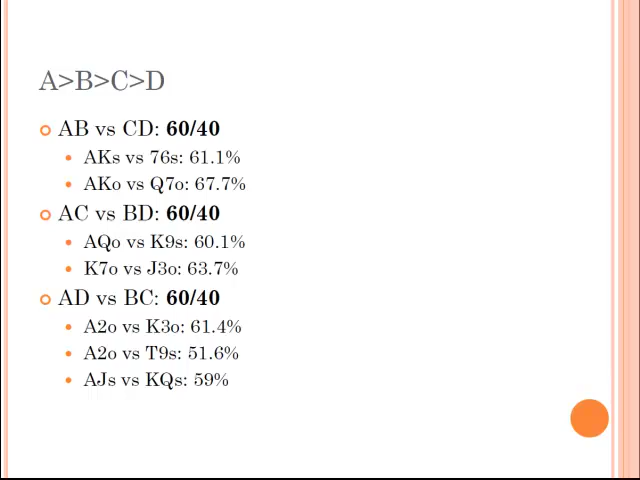 A>B>C>D
AB vs CD: 60/40
AKs vs 76s: 61.1%
AKo vs Q7o: 67.7%
AC vs BD: 60/40
AQo vs K9s: 60.1%
K7o vs J3o: 63.7%
AD vs BC: 60/40
A2o vs K3o: 61.4%
A2o vs T9s: 51.6%
AJs vs KQs: 59%